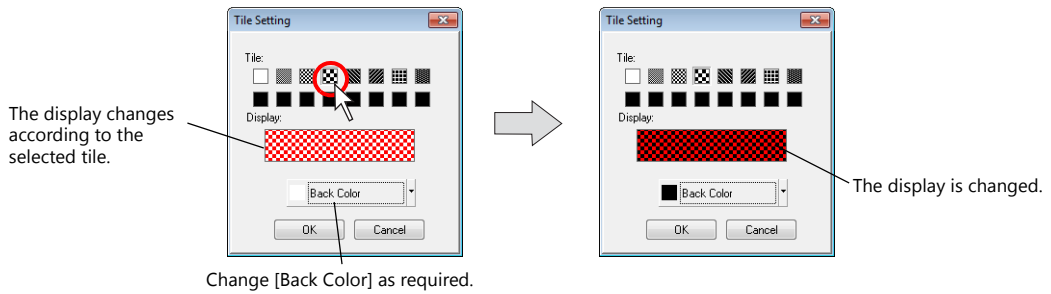 Tile Setting
Tile:
Display:
Back Color
OK Cancel
The display changes
according to the
selected tile.
Change [Back Color] as required.
Tile Setting
Tile:
Display:
Back Color
OK Cancel
The display is changed.